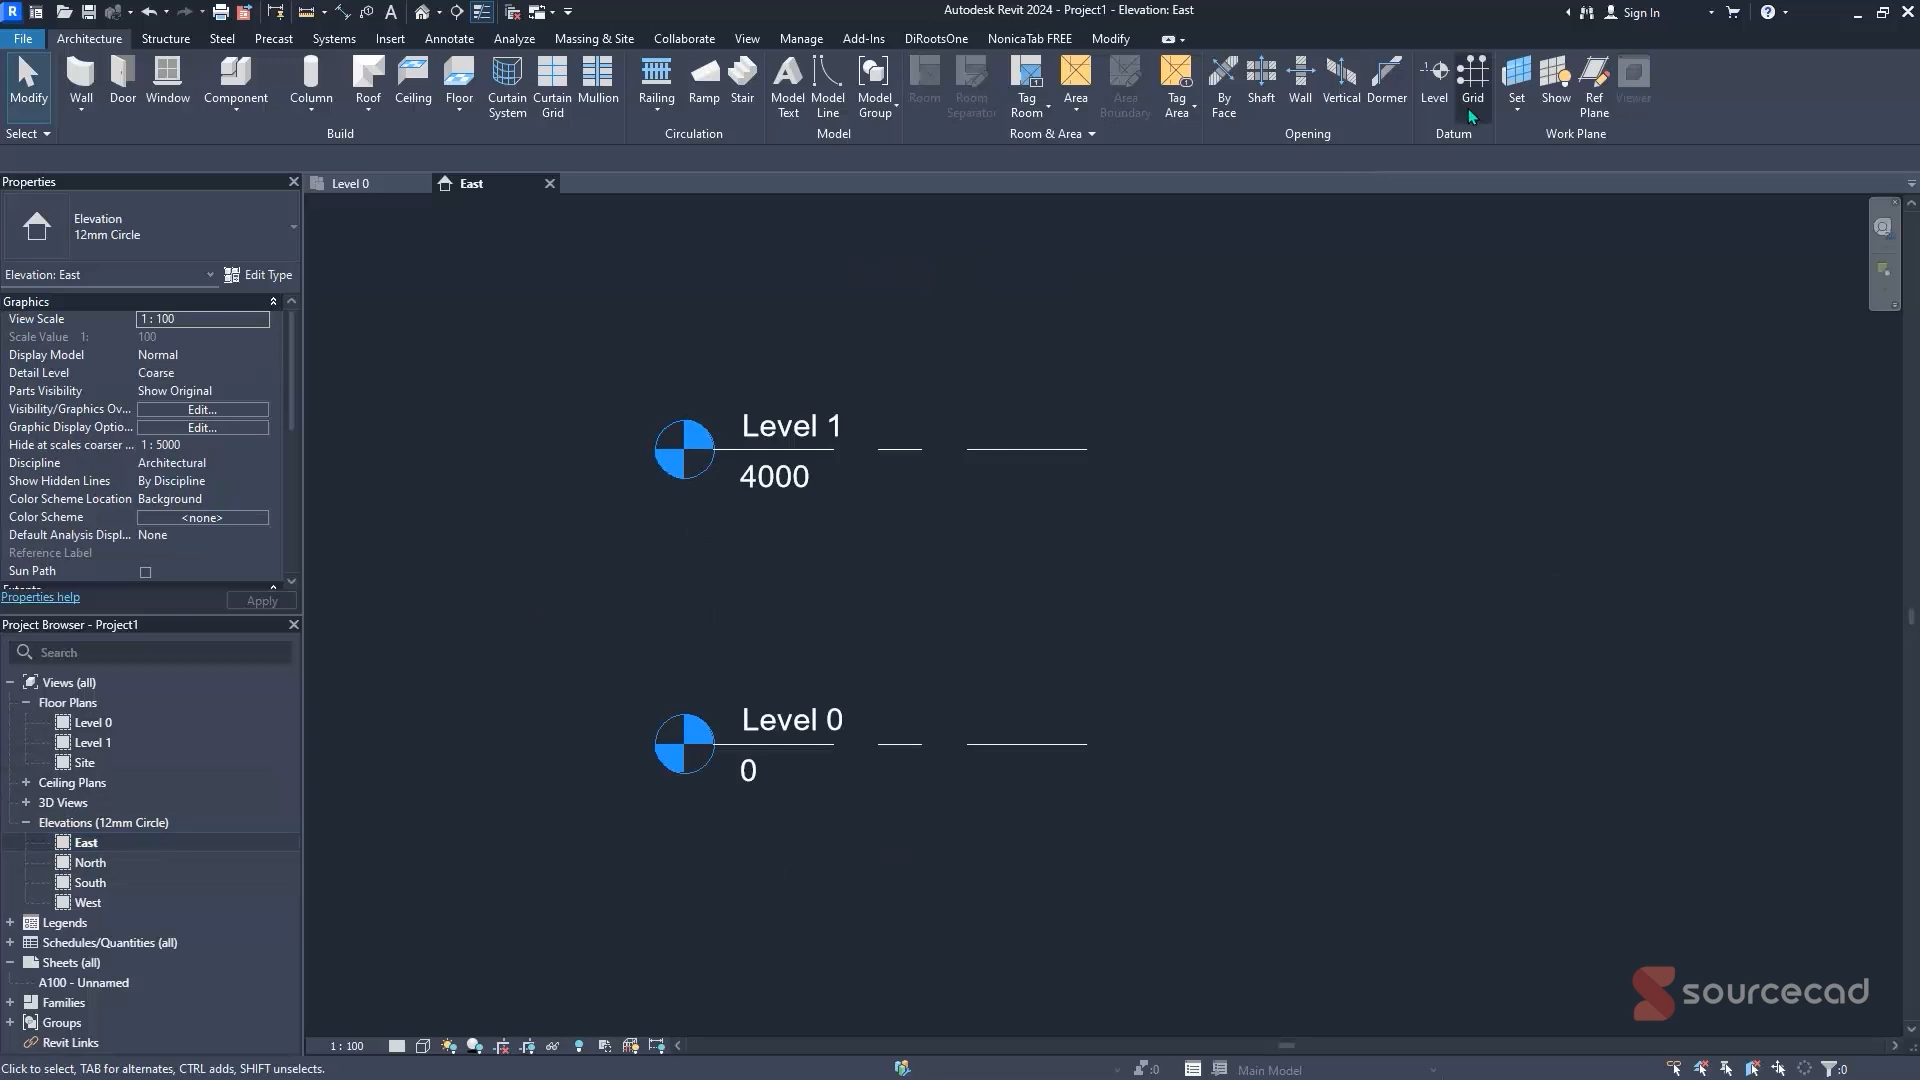 Autodesk Revit 2024 - Project1 - Elevation: East
Sign In
File Architecture Structure Steel Precast Systems Insert Annotate Analyze Massing & Site Collaborate View Manage Add-Ins DiRootsOne NonicaTab FREE Modify
Modify Wall Door Window Component Column Roof Ceiling Floor Curtain System Curtain Grid Mullion Railing Ramp Stair Model Text Model Line Model Group Room Room Separator Tag Room Area Area Boundary Tag Area By Face Shaft Wall Vertical Dormer Level Grid Set Show Ref Plane Viewer
Select Build Circulation Model Room & Area Opening Datum Work Plane
Properties
Level 0
East
Elevation
12mm Circle
Elevation: East
Edit Type
Graphics
View Scale 1 : 100
Scale Value 1: 100
Display Model Normal
Detail Level Coarse
Parts Visibility Show Original
Visibility/Graphics Ov... Edit...
Graphic Display Optio... Edit...
Hide at scales coarser ... 1 : 5000
Discipline Architectural
Show Hidden Lines By Discipline
Color Scheme Location Background
Color Scheme <none>
Default Analysis Displ... None
Reference Label
Sun Path
Properties help
Apply
Project Browser - Project1
Search
Views (all)
Floor Plans
Level 0
Level 1
Site
Ceiling Plans
3D Views
Elevations (12mm Circle)
East
North
South
West
Legends
Schedules/Quantities (all)
Sheets (all)
A100 - Unnamed
Families
Groups
Revit Links
Level 1
4000
Level 0
0
sourcecad
1 : 100
Click to select, TAB for alternates, CTRL adds, SHIFT unselects.
:0
Main Model
:0